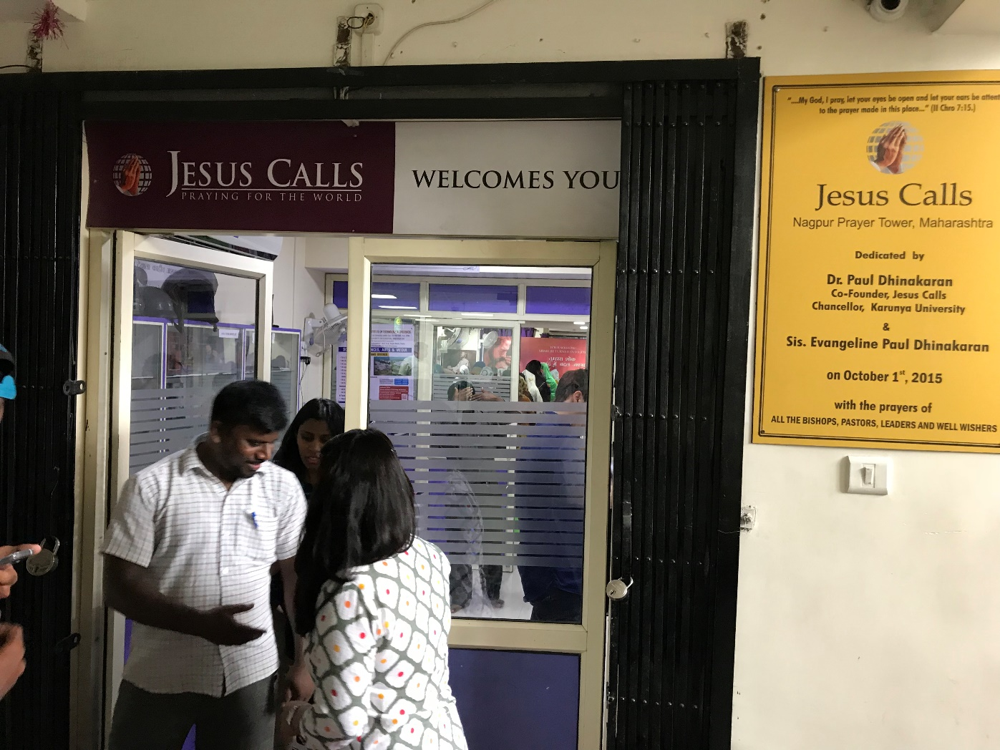 JESUS CALLS
PRAYING FOR THE WORLD
WELCOMES YOU
"....My God, I pray, let your eyes be open and let your ears be
to the prayer made in this place..." (II Chro 7:15.)
Jesus Calls
Nagpur Prayer Tower, Maharashtra
Dedicated by
Dr. Paul Dhinakaran
Co-Founder, Jesus Calls
Chancellor, Karunya University
&
Sis. Evangeline Paul Dhinakaran
on October 1st, 2015
with the prayers of
ALL THE BISHOPS, PASTORS, LEADERS AND WELL WISHERS
ARTS & MEDIA
तुम्हारा शोक